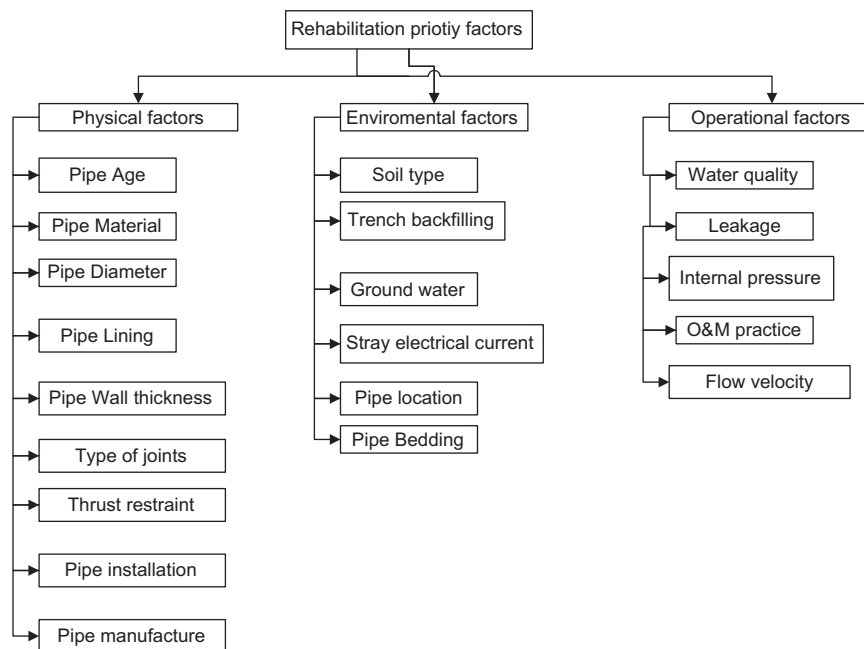 Rehabilitation priotiy factors
Physical factors
Pipe Age
Pipe Material
Pipe Diameter
Pipe Lining
Pipe Wall thickness
Type of joints
Thrust restraint
Pipe installation
Pipe manufacture
Enviromental factors
Soil type
Trench backfilling
Ground water
Stray electrical current
Pipe location
Pipe Bedding
Operational factors
Water quality
Leakage
Internal pressure
O&M practice
Flow velocity